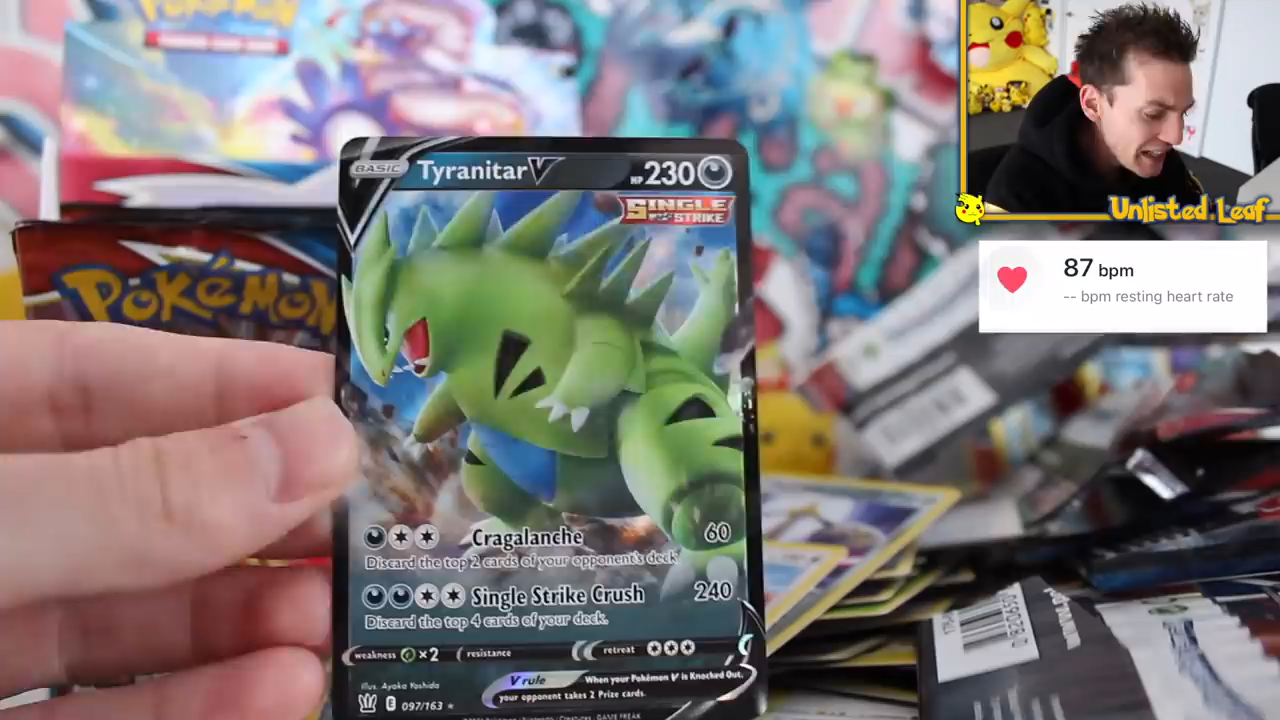 POKÉMON
BASIC Tyranitar V HP 230
SINGLE
STRIKE
Cragalanche 60
Discard the top 2 cards of your opponent's deck.
Single Strike Crush 240
Discard the top 4 cards of your deck.
weakness ×2 resistance retreat
V rule When your Pokémon V is Knocked Out,
your opponent takes 2 Prize cards.
Illus. Ayaka Yoshida
E 097/163
Pokémon
Unlisted Leaf
87 bpm
-- bpm resting heart rate